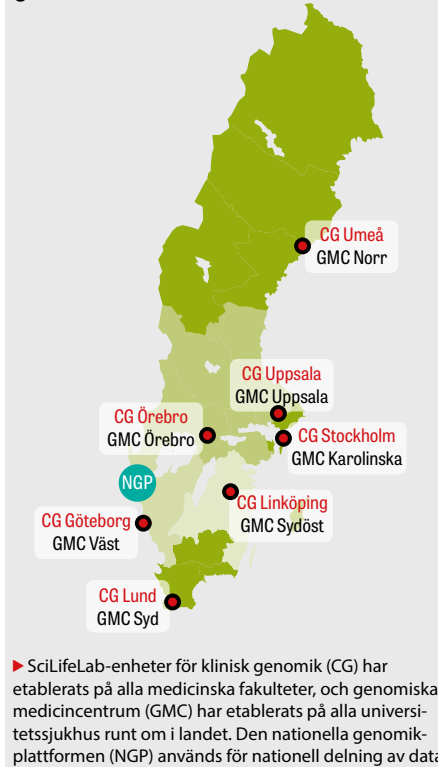 CG Umeå
GMC Norr
CG Uppsala
GMC Uppsala
CG Örebro
GMC Örebro
CG Stockholm
GMC Karolinska
NGP
CG Linköping
GMC Sydöst
CG Göteborg
GMC Väst
CG Lund
GMC Syd
▶ SciLifeLab-enheter för klinisk genomik (CG) har
etablerats på alla medicinska fakulteter, och genomiska
medicincentrum (GMC) har etablerats på alla universi-
tetssjukhus runt om i landet. Den nationella genomik-
plattformen (NGP) används för nationell delning av data